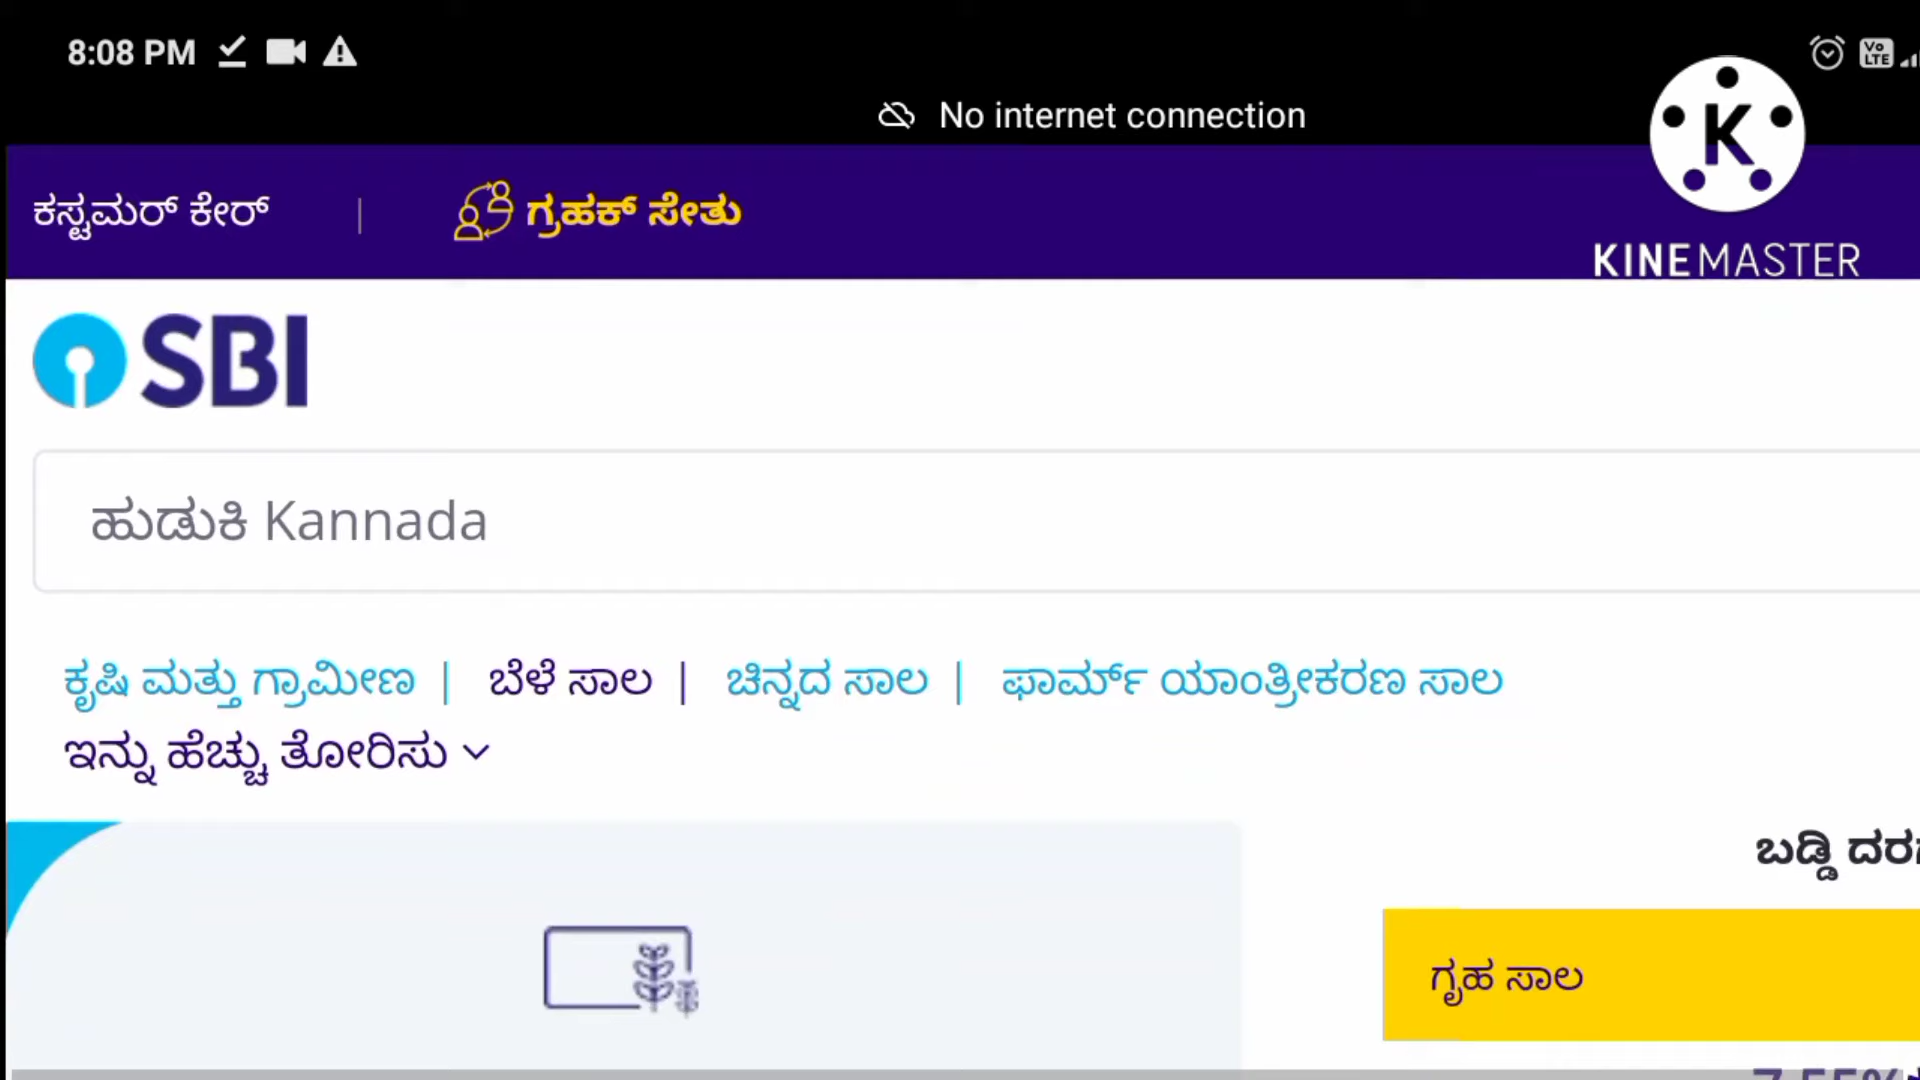 8:08 PM
No internet connection
K
KINEMASTER
ಕಸ್ಟಮರ್ ಕೇರ್ | ಗ್ರಹಕ್ ಸೇತು
SBI
ಹುಡುಕಿ Kannada
ಕೃಷಿ ಮತ್ತು ಗ್ರಾಮೀಣ | ಬೆಳೆ ಸಾಲ | ಚಿನ್ನದ ಸಾಲ | ಫಾರ್ಮ್ ಯಾಂತ್ರೀಕರಣ ಸಾಲ
ಇನ್ನು ಹೆಚ್ಚು ತೋರಿಸು
ಬಡ್ಡಿ
ಗೃಹ ಸಾಲ